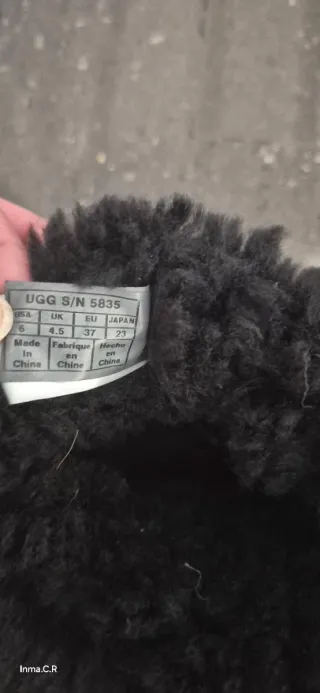 UGG S/N 5835
USA UK EU JAPAN
6 4.5 37 23
Made Fabrique Hecho
in en en
China Chine China
Inma.C.R